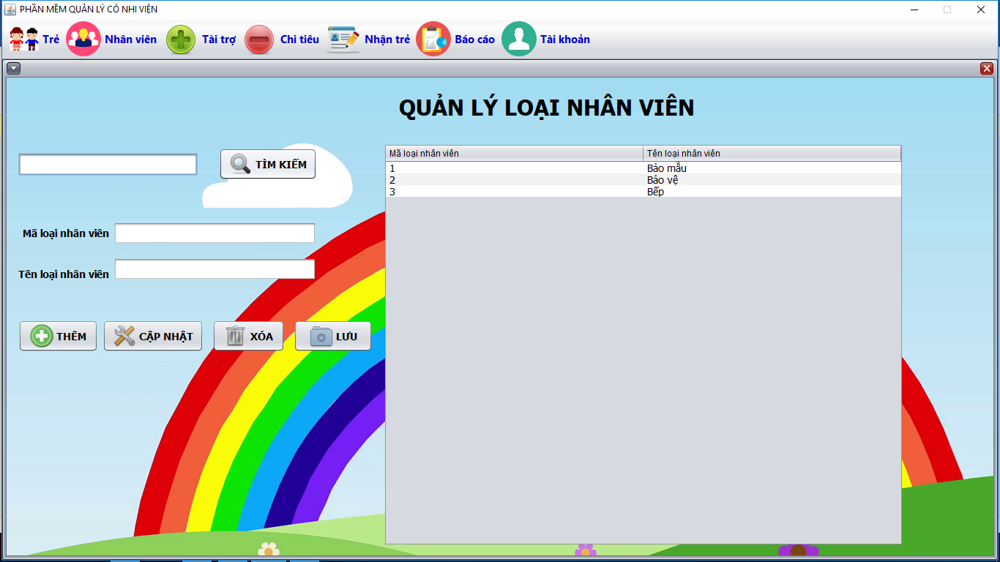 PHẦN MỀM QUẢN LÝ CÔ NHI VIỆN
Trẻ Nhân viên Tài trợ Chi tiêu Nhận trẻ Báo cáo Tài khoản
QUẢN LÝ LOẠI NHÂN VIÊN
TÌM KIẾM
Mã loại nhân viên
Tên loại nhân viên
THÊM CẬP NHẬT XÓA LƯU
Mã loại nhân viên Tên loại nhân viên
1 Bảo mẫu
2 Bảo vệ
3 Bếp